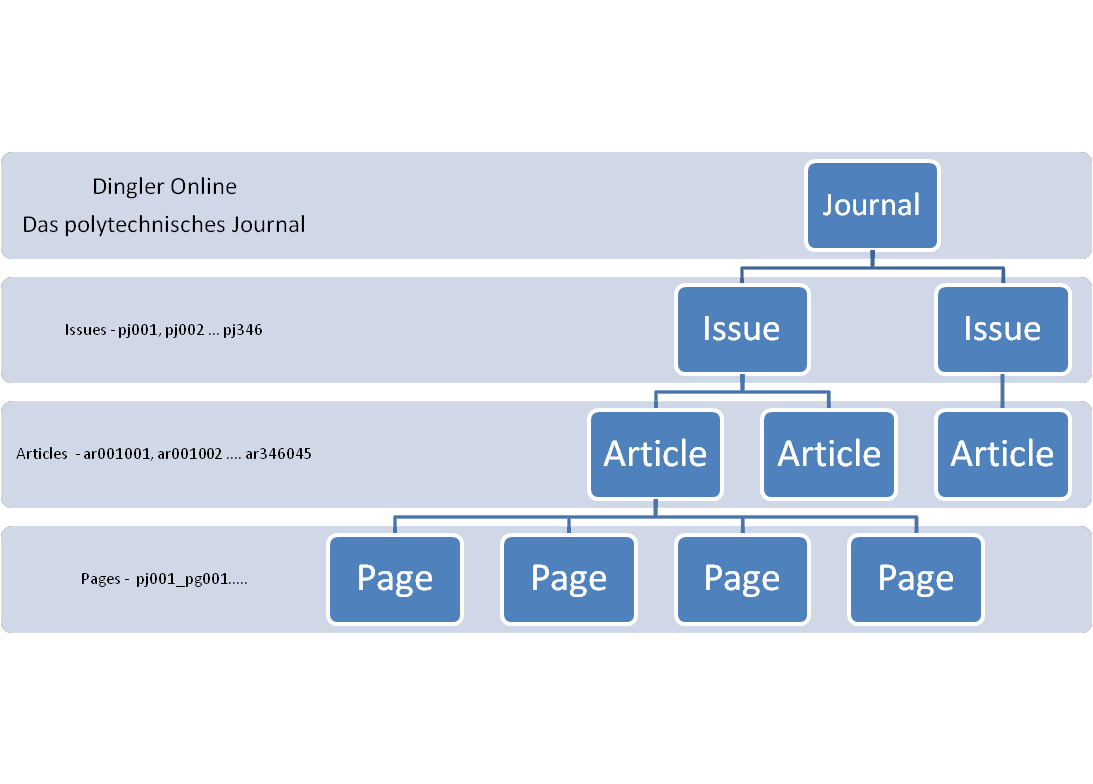 Dingler Online
Das polytechnisches Journal
Journal
Issues - pj001, pj002 ... pj346
Issue
Issue
Articles - ar001001, ar001002 .... ar346045
Article
Article
Article
Pages - pj001_pg001.....
Page
Page
Page
Page